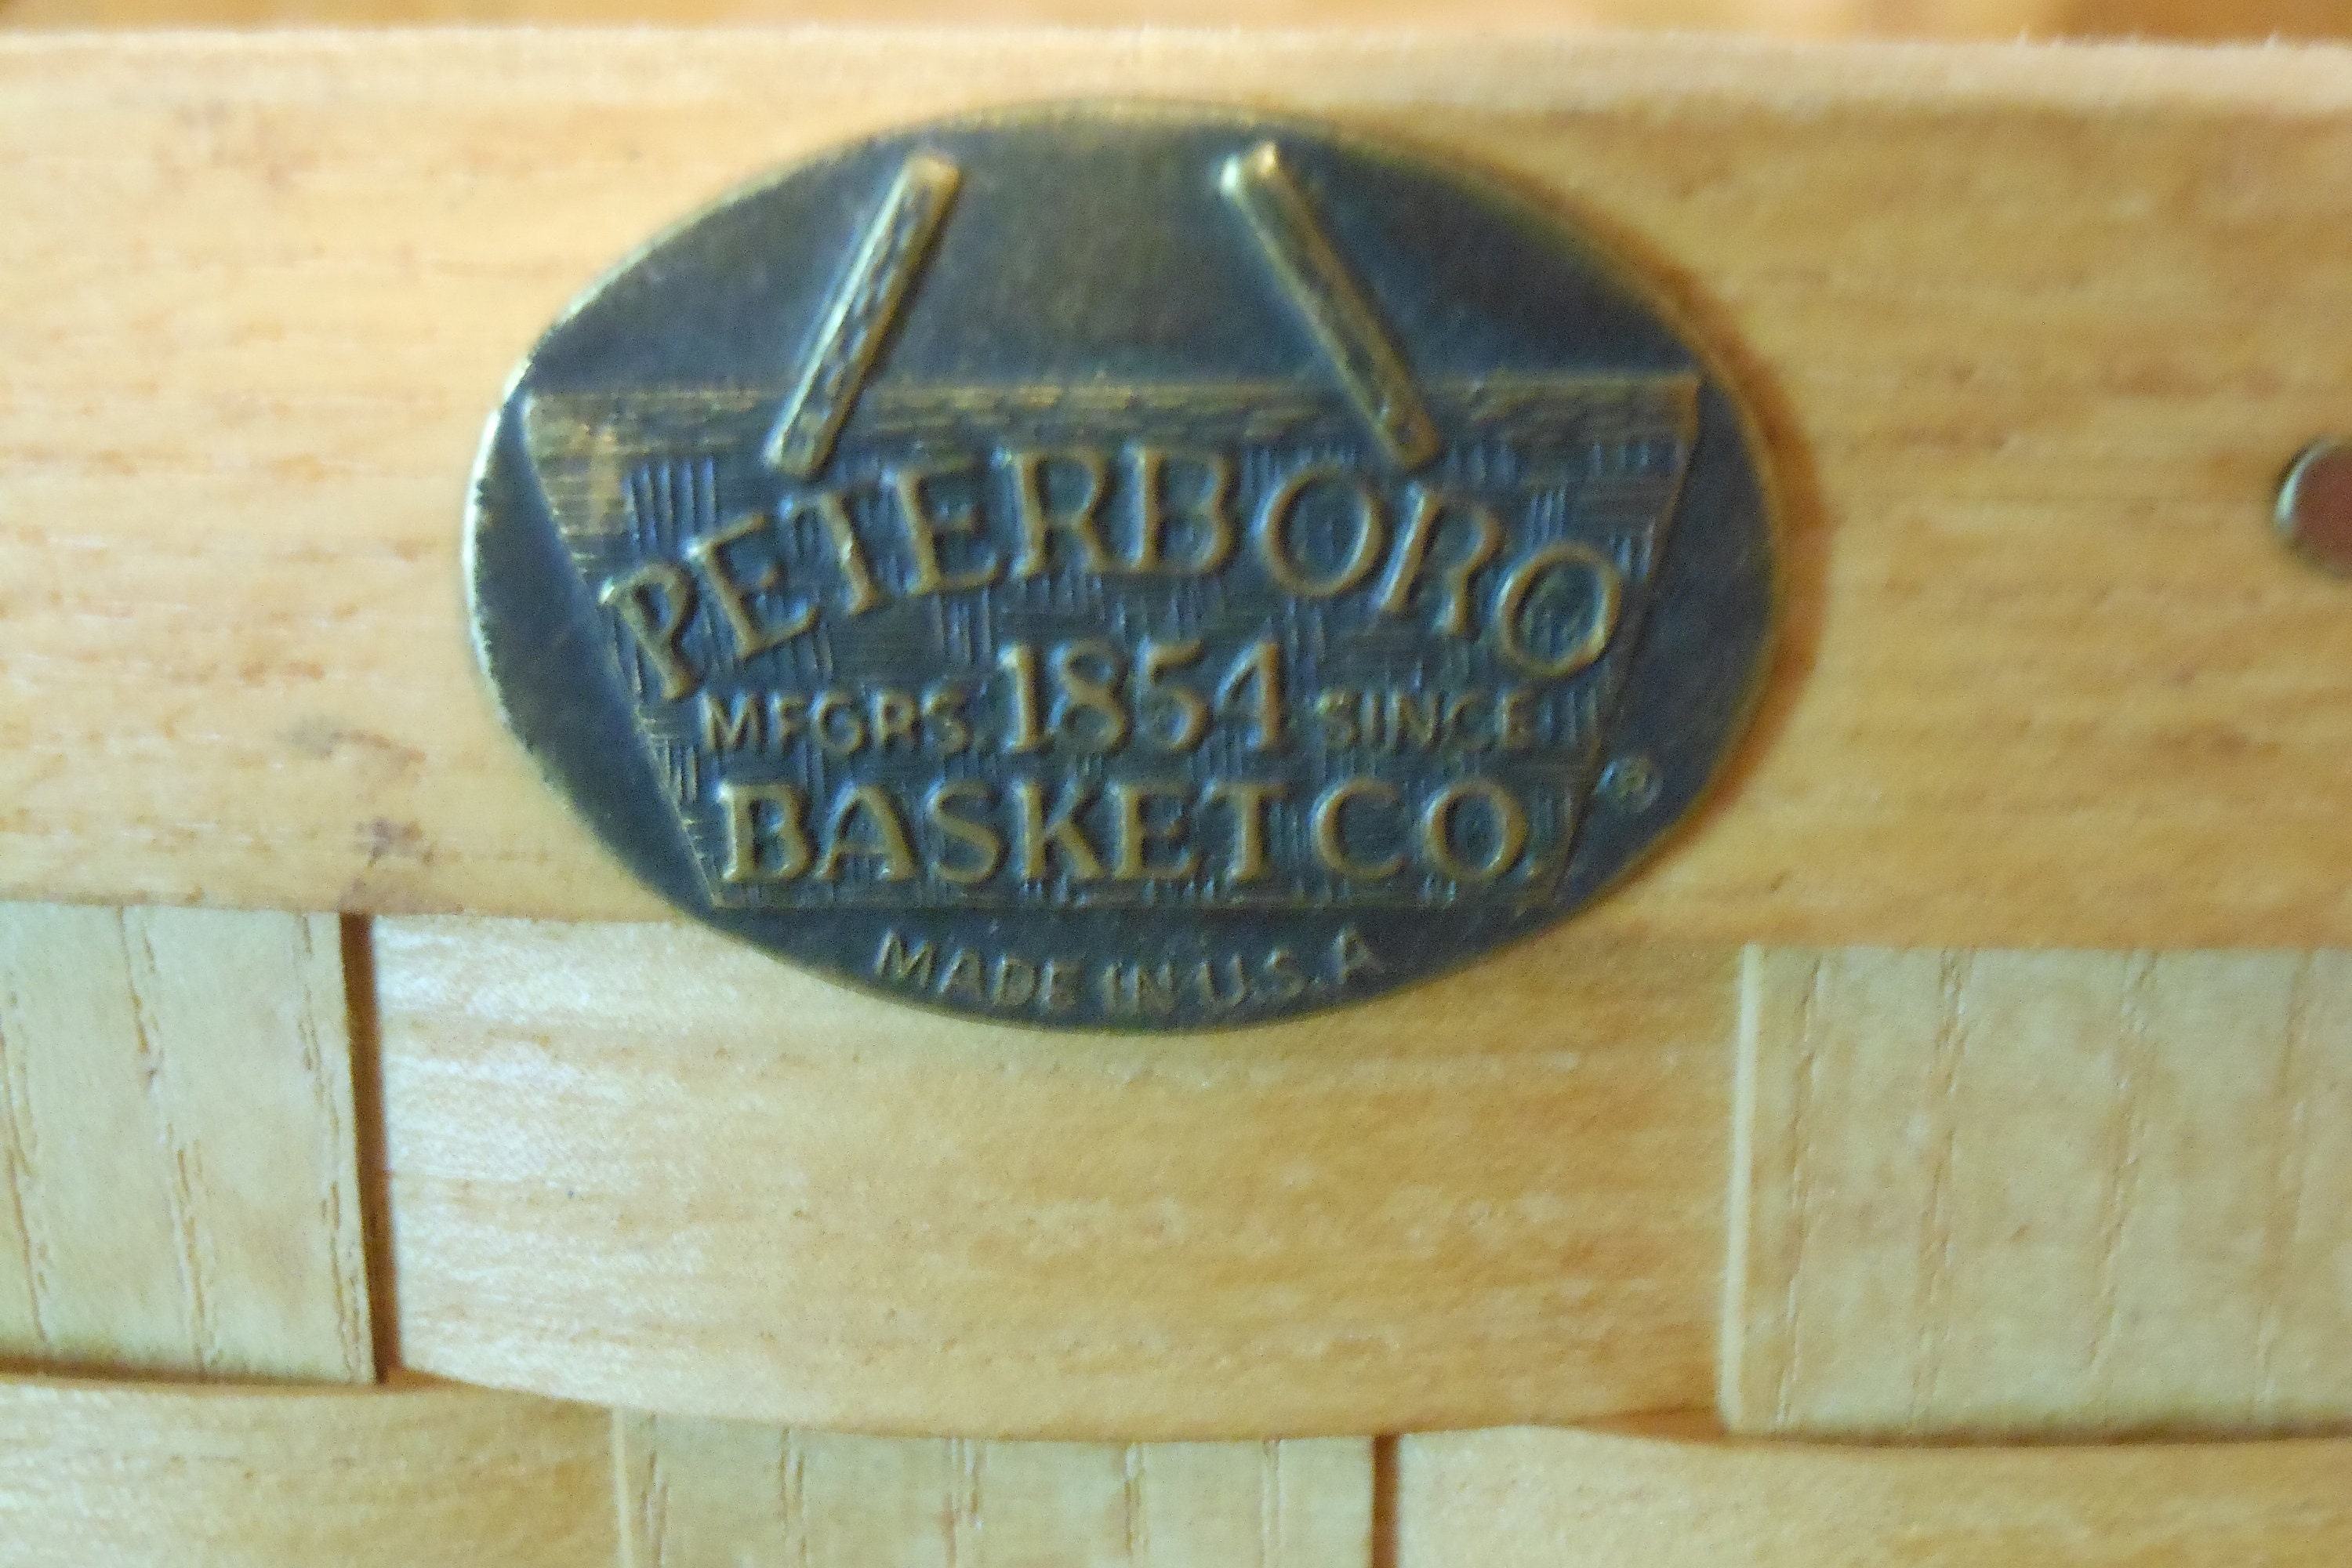 PETERBORO
MFGRS. 1854 SINCE
BASKET CO.
®
MADE IN U.S.A